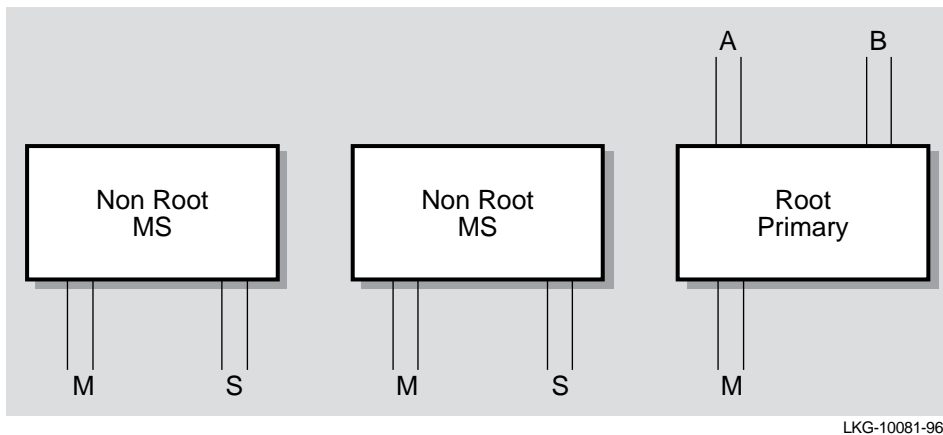 A B
Non Root
MS
Non Root
MS
Root
Primary
M S M S M
LKG-10081-96